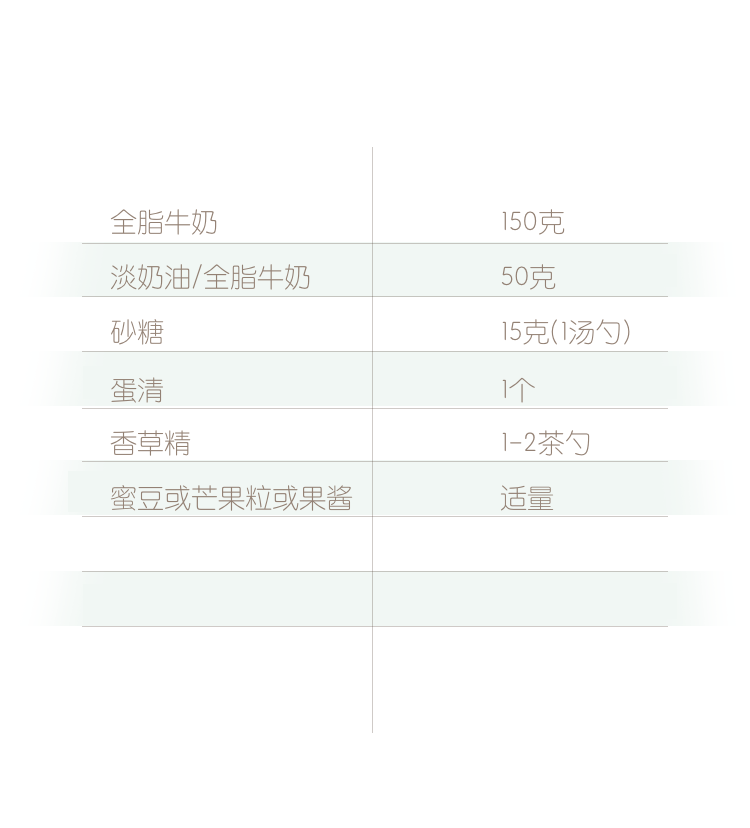 全脂牛奶 150克
淡奶油/全脂牛奶 50克
砂糖 15克(1汤勺)
蛋清 1个
香草精 1-2茶勺
蜜豆或芒果粒或果酱 适量